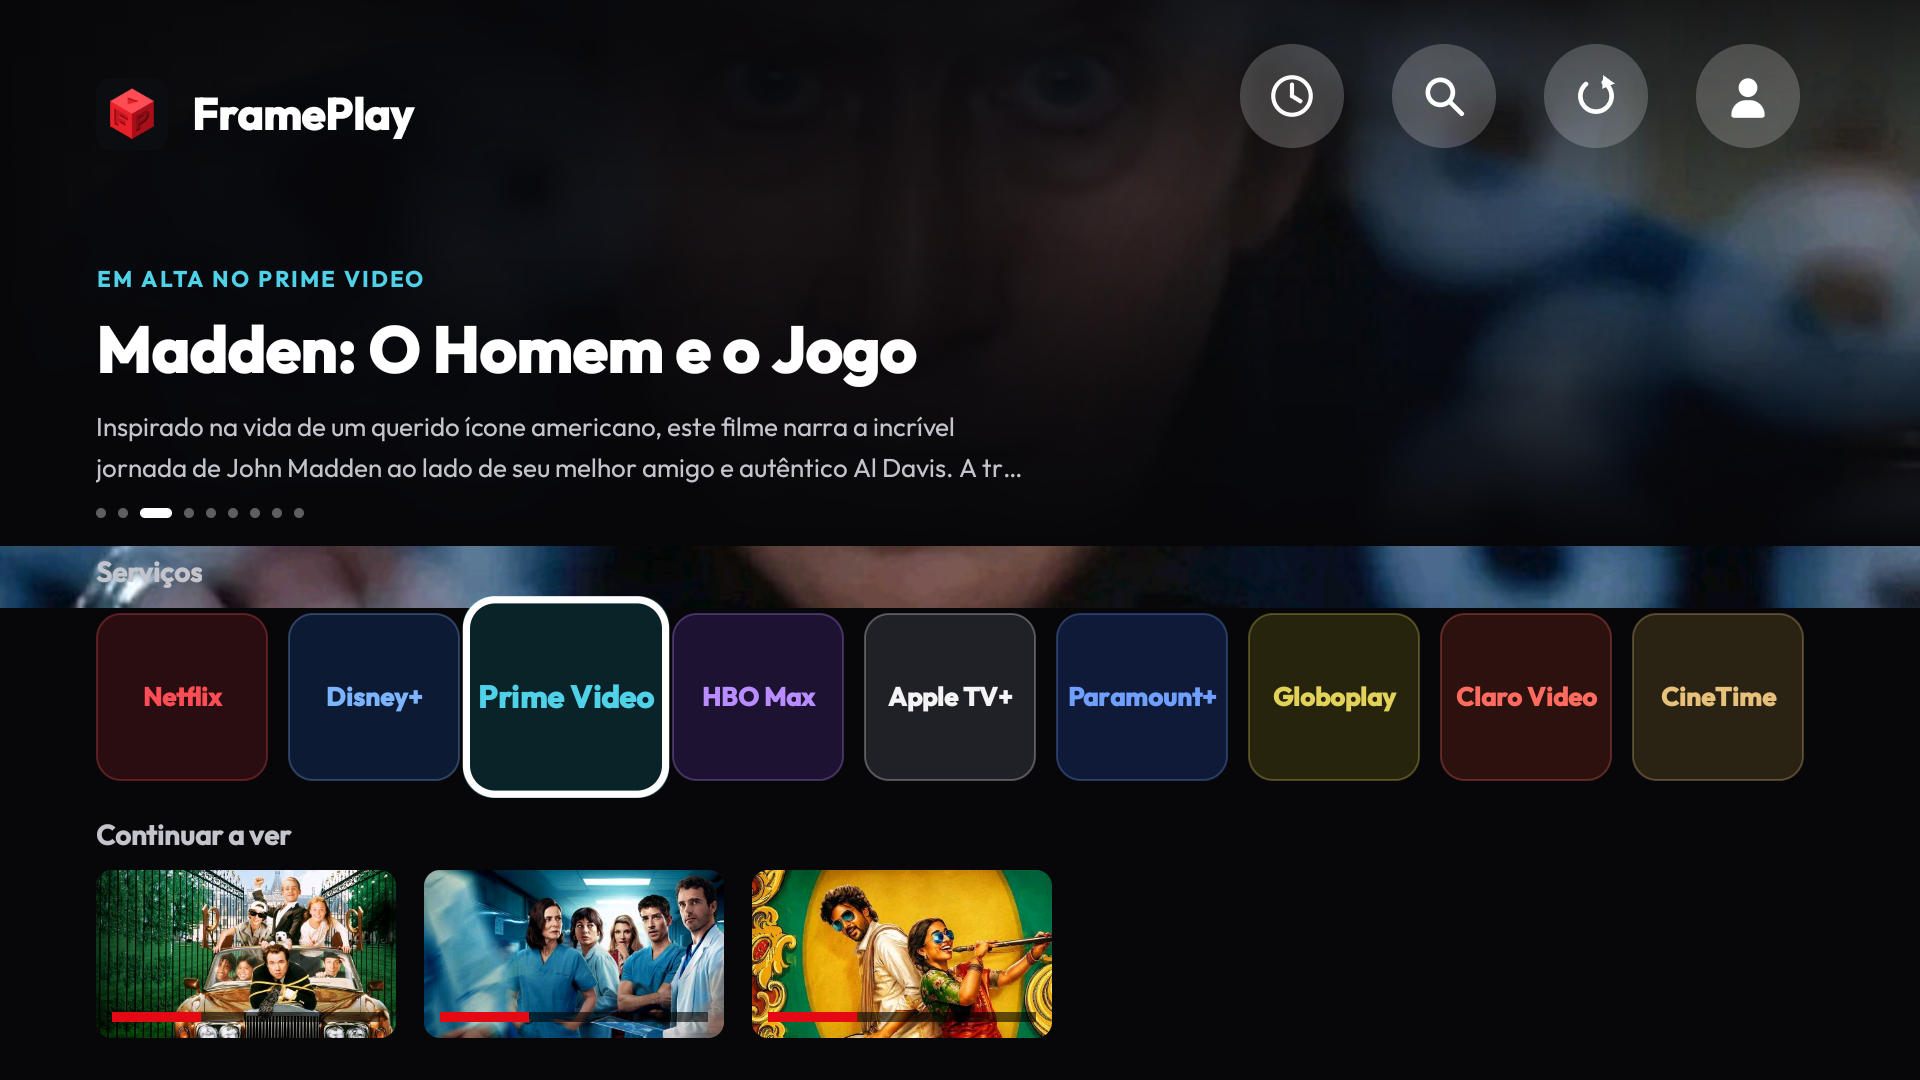 FramePlay
EM ALTA NO PRIME VIDEO
Madden: O Homem e o Jogo
Inspirado na vida de um querido ícone americano, este filme narra a incrível
jornada de John Madden ao lado de seu melhor amigo e autêntico Al Davis. A tr...
Serviços
Netflix
Disney+
Prime Video
HBO Max
Apple TV+
Paramount+
Globoplay
Claro Video
CineTime
Continuar a ver